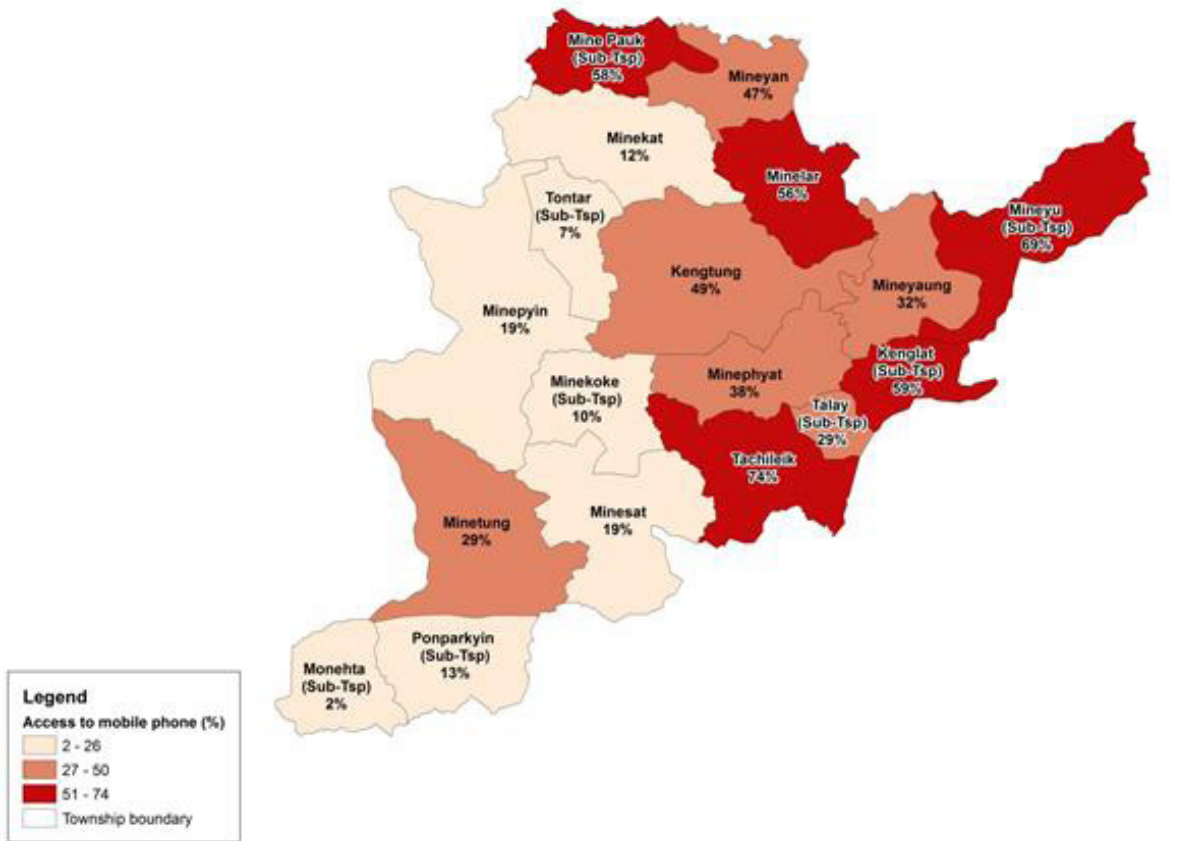 Mine Pauk
(Sub-Tsp)
58%
Mineyan
47%
Minekat
12%
Minelar
56%
Tontar
(Sub-Tsp)
7%
Mineyu
(Sub-Tsp)
69%
Kengtung
49%
Mineyaung
32%
Minepyin
19%
Kenglat
(Sub-Tsp)
59%
Minekoke
(Sub-Tsp)
10%
Minephyat
38%
Talay
(Sub-Tsp)
29%
Tachileik
74%
Minetung
29%
Minesat
19%
Ponparkyin
(Sub-Tsp)
13%
Monehta
(Sub-Tsp)
2%
Legend
Access to mobile phone (%)
2 - 26
27 - 50
51 - 74
Township boundary